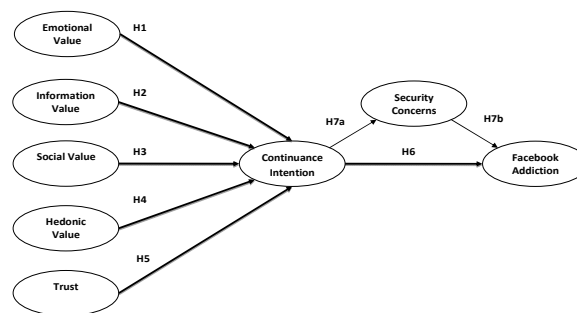 Emotional
Value
H1
Information
Value
H2
Social Value
H3
Hedonic
Value
H4
Trust
H5
Continuance
Intention
H7a
Security
Concerns
H7b
H6
Facebook
Addiction